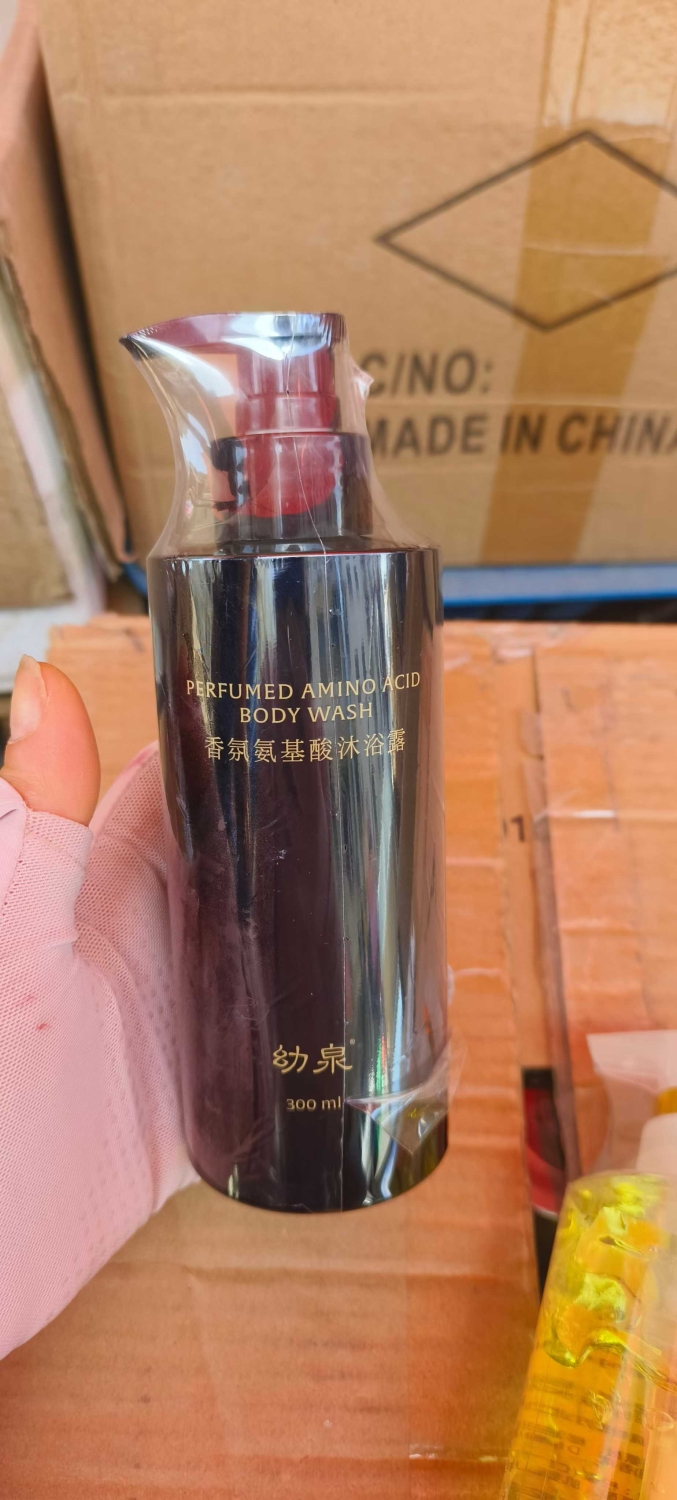 C/NO:
MADE IN CHINA
PERFUMED AMINO ACID
BODY WASH
香氛氨基酸沐浴露
幼泉®
300 ml